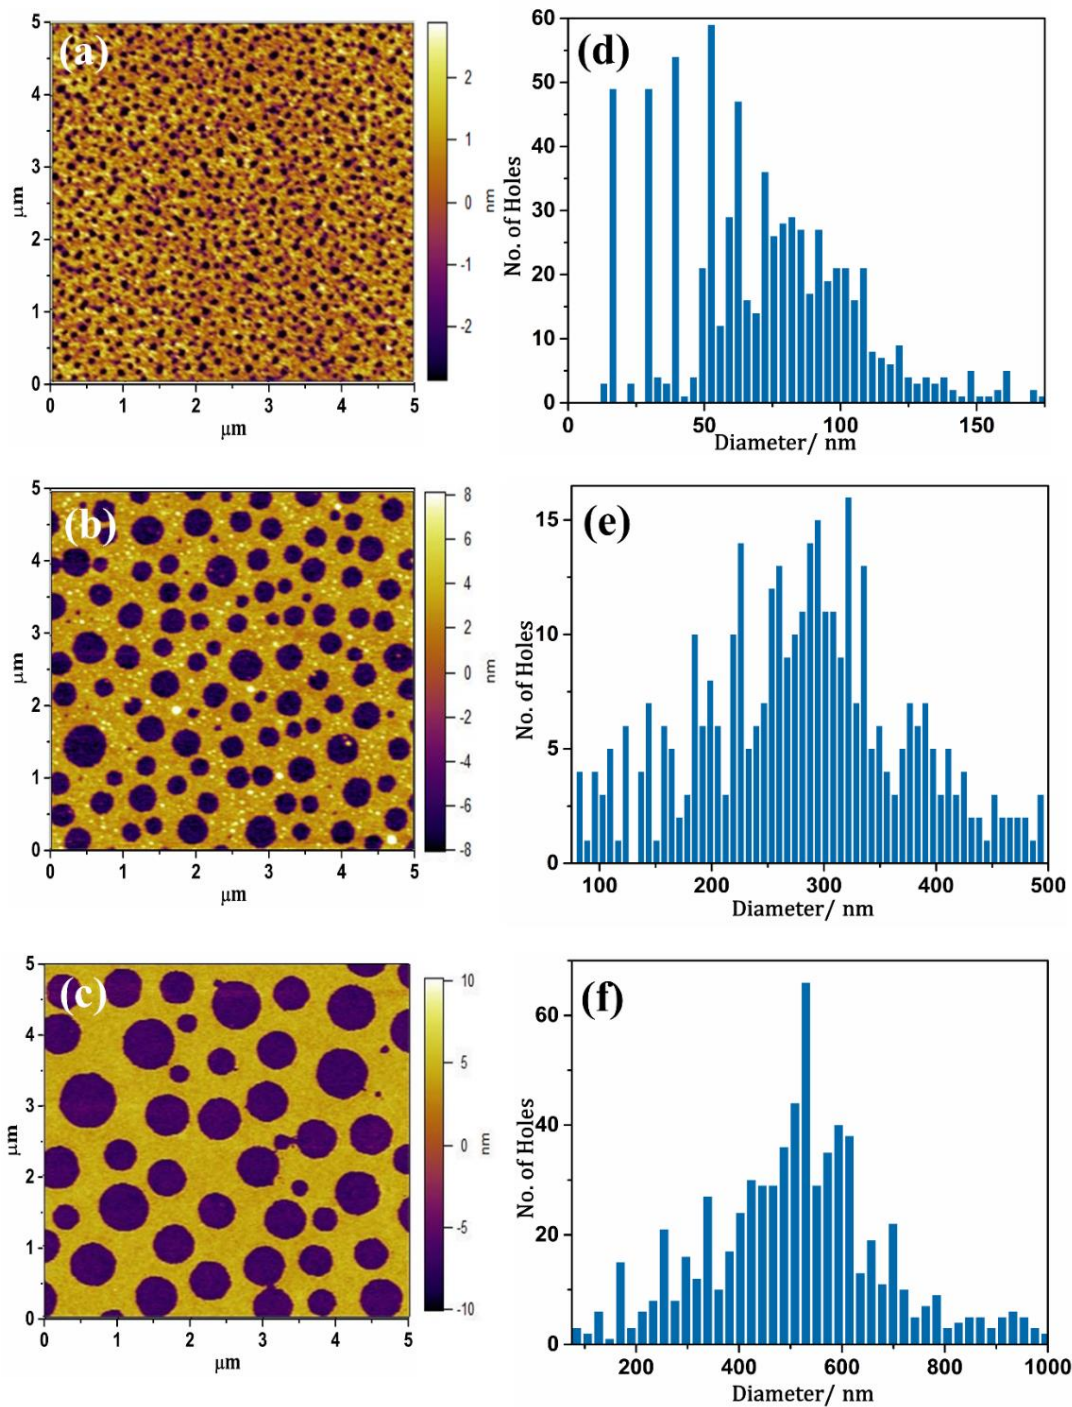 (a)
5
4
3
2
1
0
μm
0 1 2 3 4 5
μm
2
1
0
-1
-2
nm
(d)
60
50
40
30
20
10
0
No. of Holes
0 50 100 150
Diameter/ nm
(b)
5
4
3
2
1
0
μm
0 1 2 3 4 5
μm
8
6
4
2
0
-2
-4
-6
-8
nm
(e)
15
10
5
0
No. of Holes
100 200 300 400 500
Diameter/ nm
(c)
5
4
3
2
1
0
μm
0 1 2 3 4 5
μm
10
5
0
-5
-10
nm
(f)
60
40
20
0
No. of Holes
200 400 600 800 1000
Diameter/ nm